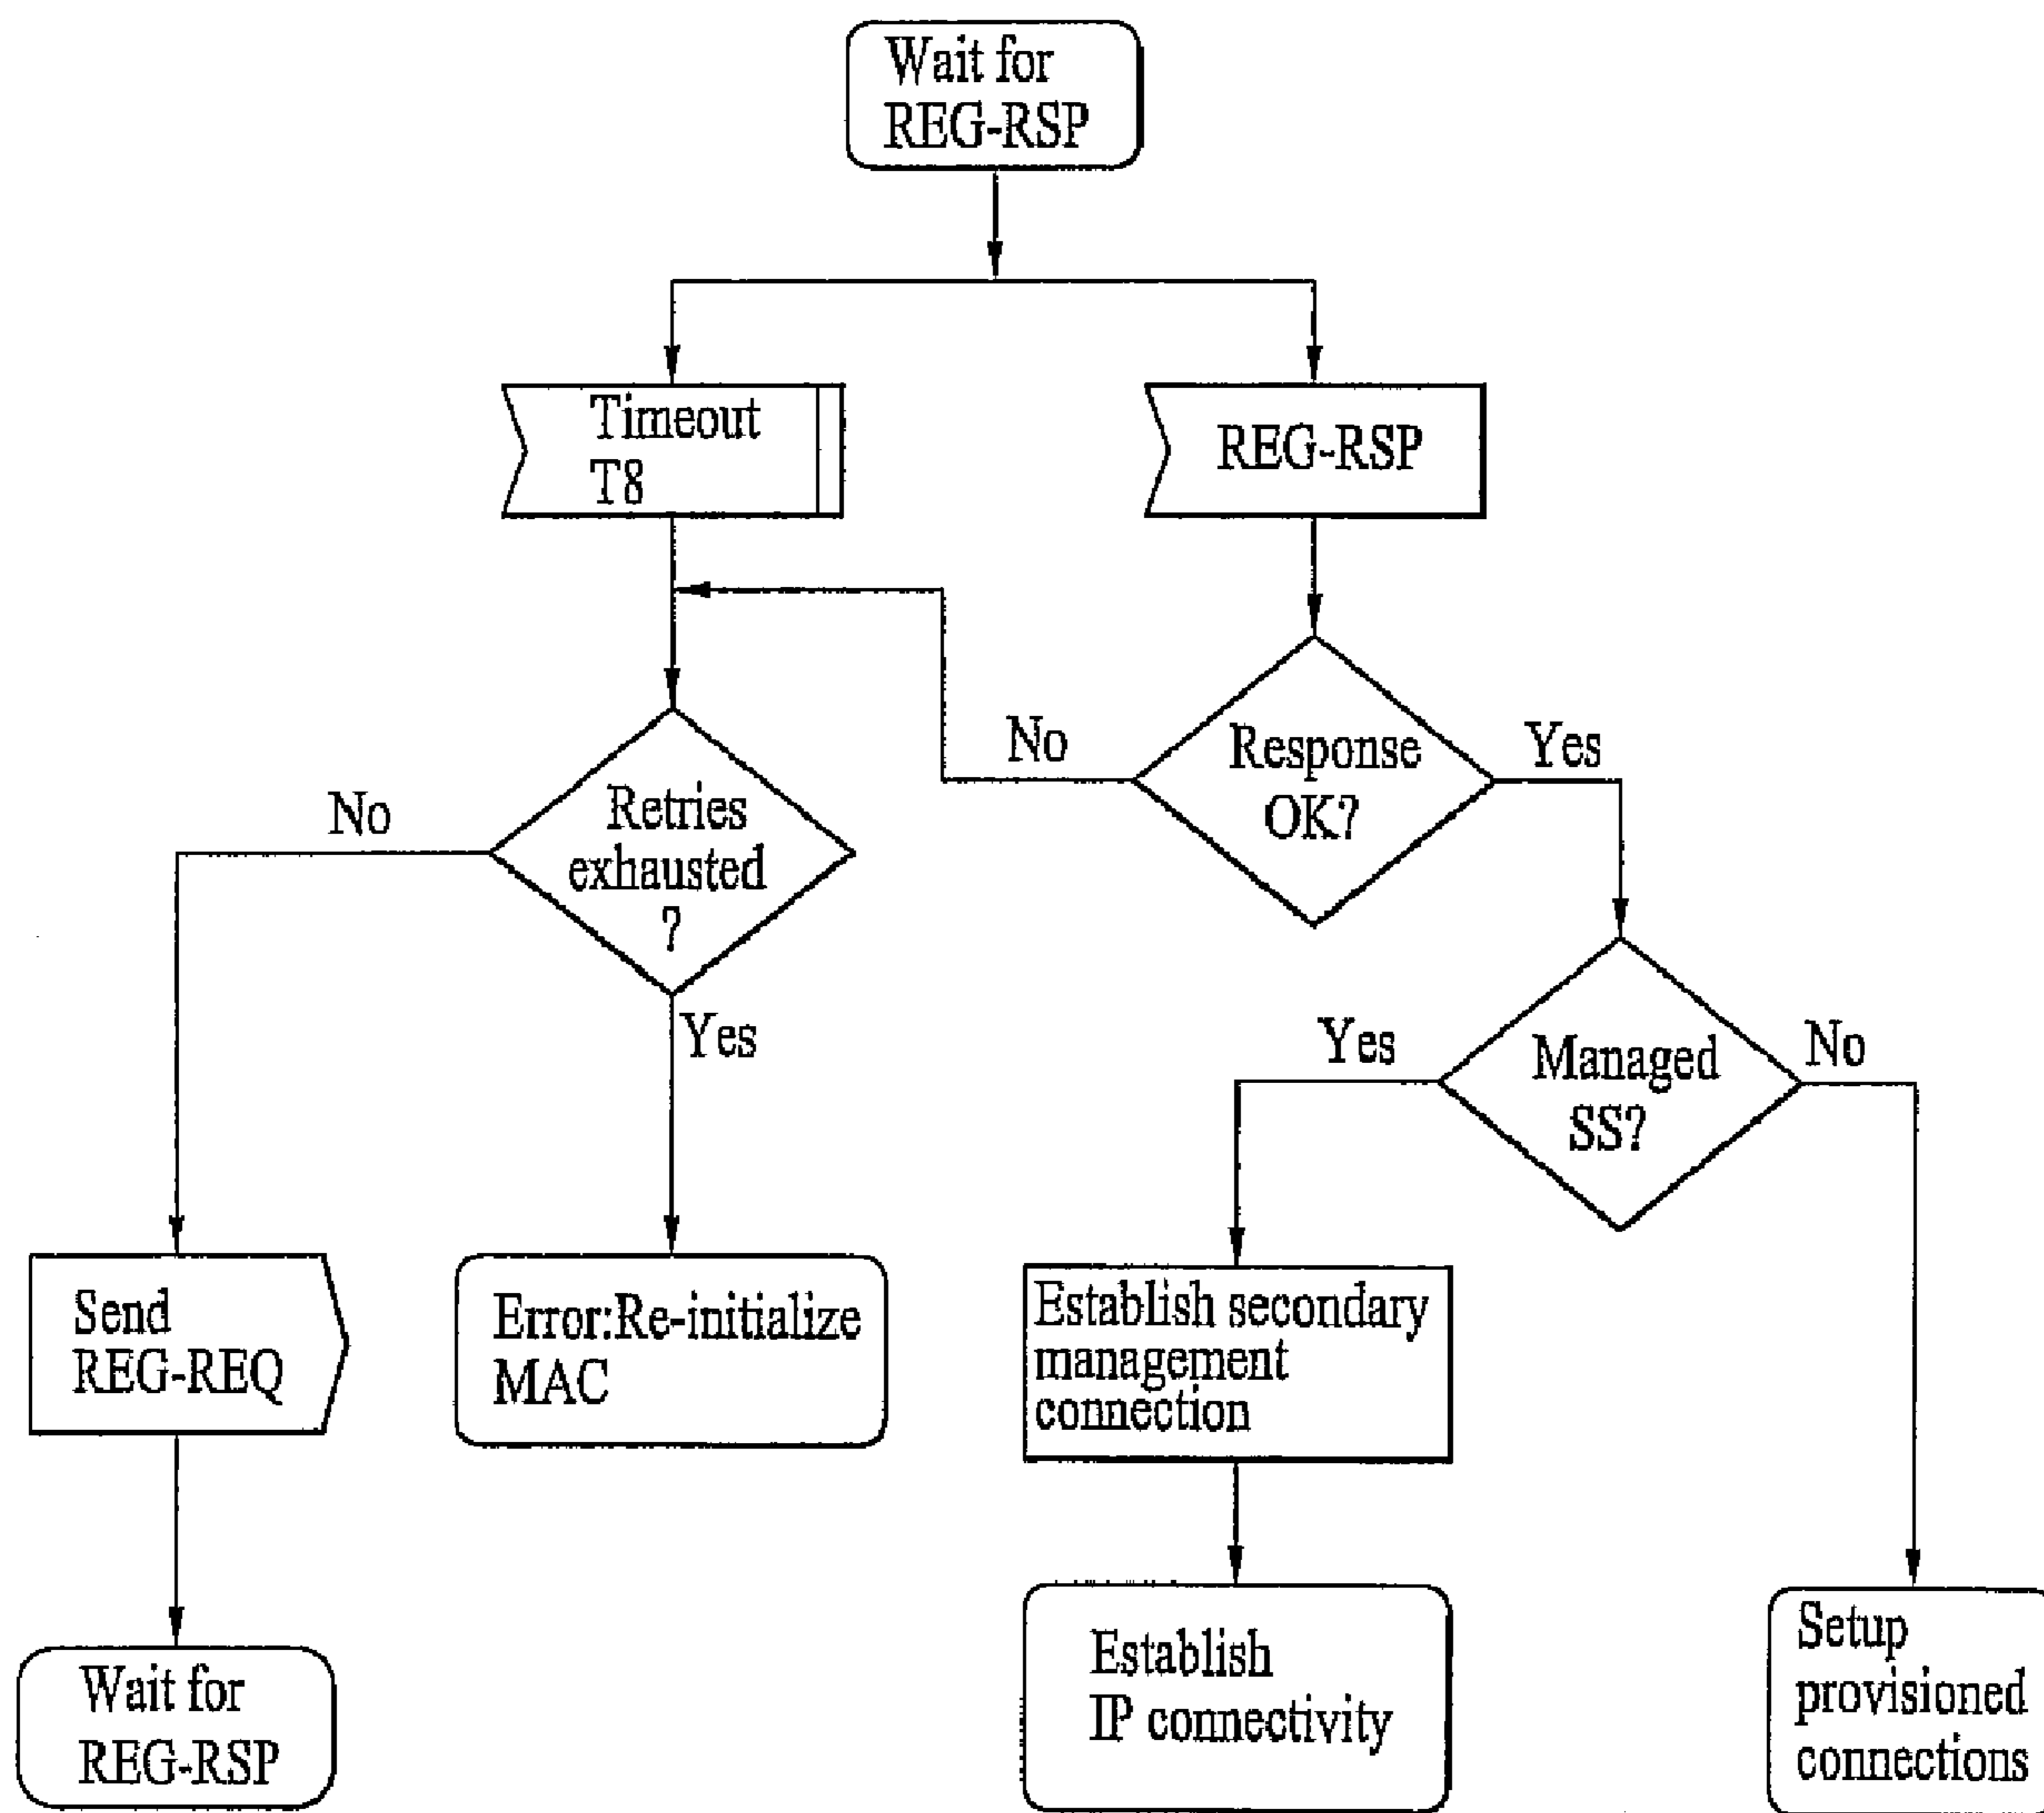 Wait for
REG-RSP
Timeout
T8
REG-RSP
Response
OK?
No
Yes
Retries
exhausted
?
No
Yes
Managed
SS?
Yes
No
Send
REG-REQ
Error:Re-initialize
MAC
Establish secondary
management
connection
Wait for
REG-RSP
Establish
IP connectivity
Setup
provisioned
connections